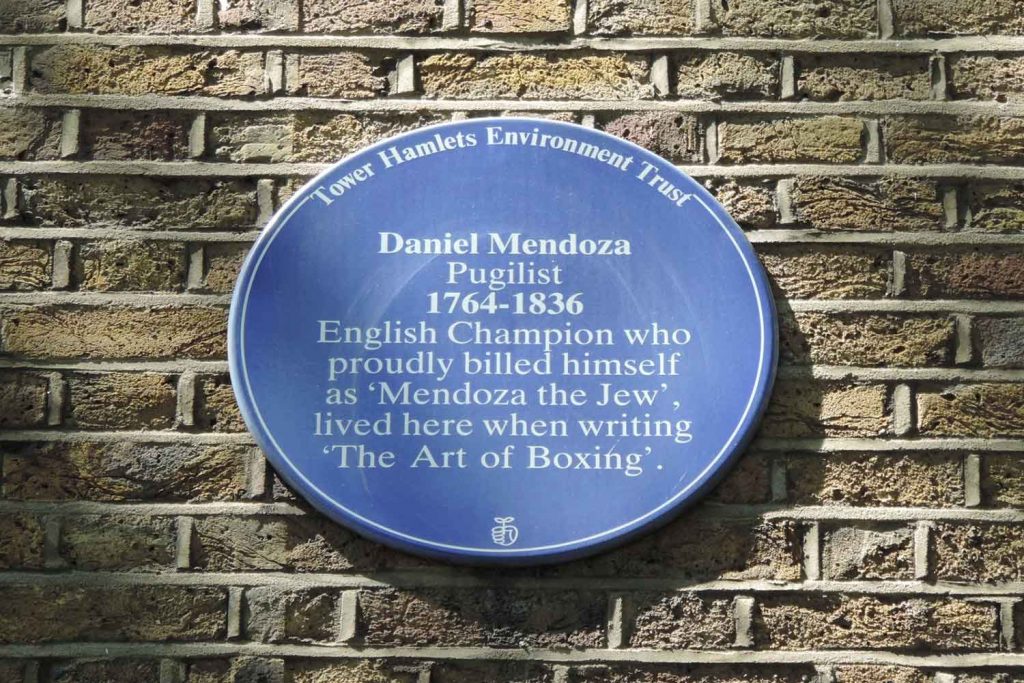 Tower Hamlets Environment Trust
Daniel Mendoza
Pugilist
1764-1836
English Champion who
proudly billed himself
as ‘Mendoza the Jew’,
lived here when writing
‘The Art of Boxing’.